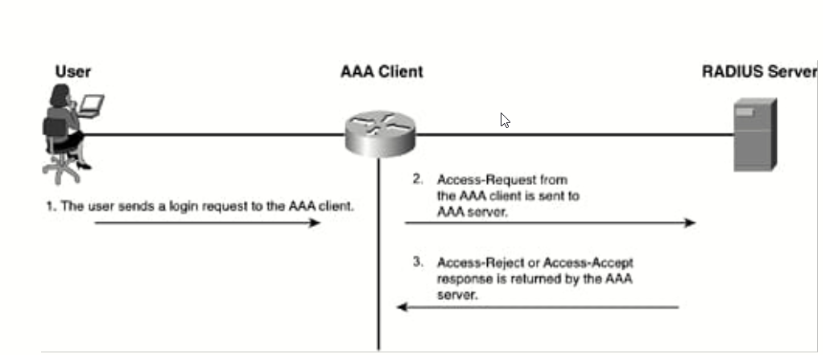 User
AAA Client
RADIUS Server
1. The user sends a login request to the AAA client.
2. Access-Request from
the AAA client is sent to
AAA server.
3. Access-Reject or Access-Accept
response is returned by the AAA
server.